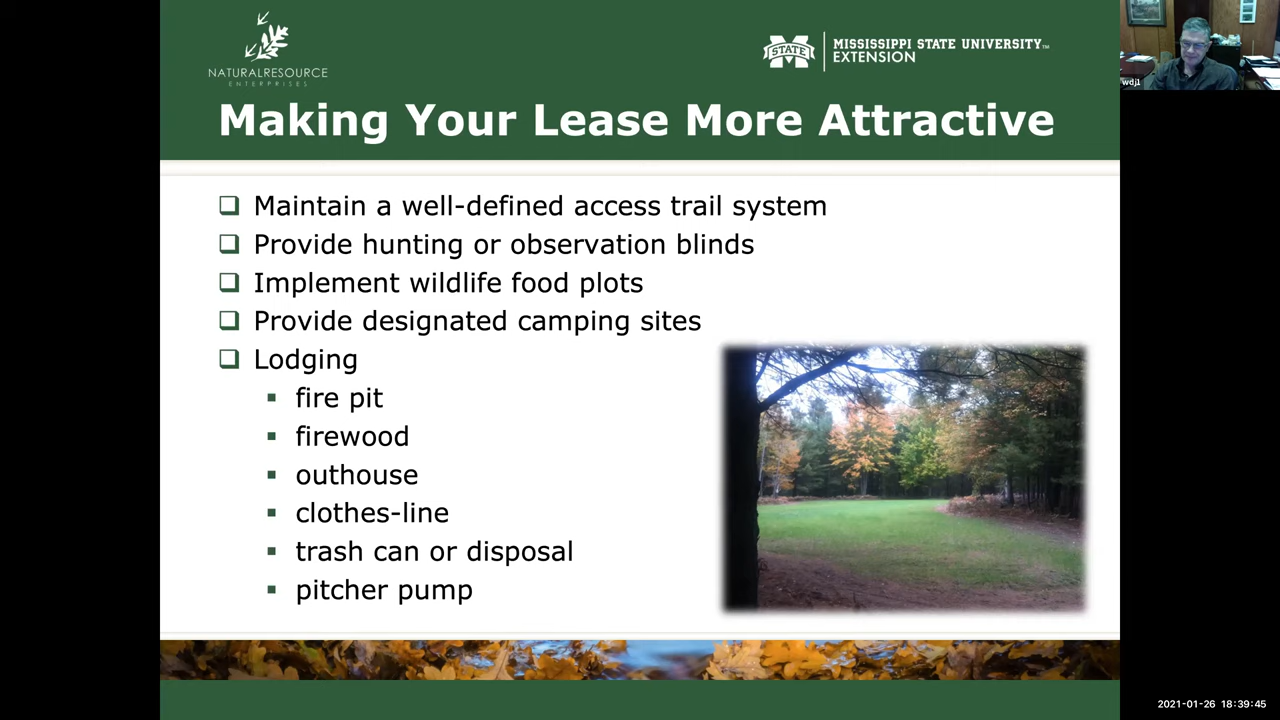 NATURALRESOURCE
ENTERPRISES
STATE
MISSISSIPPI STATE UNIVERSITY™
EXTENSION
wdj1
Making Your Lease More Attractive
Maintain a well-defined access trail system
Provide hunting or observation blinds
Implement wildlife food plots
Provide designated camping sites
Lodging
fire pit
firewood
outhouse
clothes-line
trash can or disposal
pitcher pump
2021-01-26 18:39:45